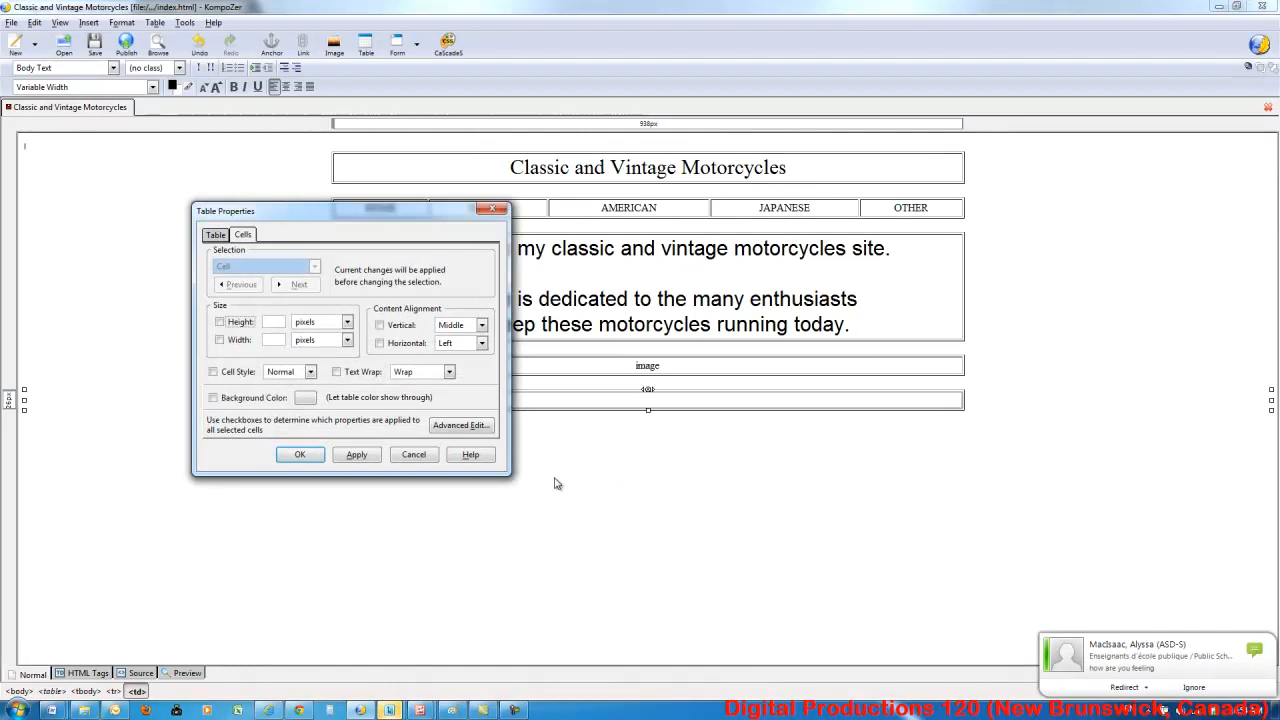 Classic and Vintage Motorcycles [file:/.../index.html] - KompoZer
File Edit View Insert Format Table Tools Help
New Open Save Publish Browse Undo Redo Anchor Link Image Table Form CaScadeS
Body Text (no class)
Variable Width B I U
Classic and Vintage Motorcycles
938px
Classic and Vintage Motorcycles
AMERICAN JAPANESE OTHER
my classic and vintage motorcycles site.
is dedicated to the many enthusiasts
ep these motorcycles running today.
image
26px
Table Properties
Table Cells
Selection
Cell
Previous Next
Current changes will be applied
before changing the selection.
Size
Height: pixels
Width: pixels
Content Alignment
Vertical: Middle
Horizontal: Left
Cell Style: Normal Text Wrap: Wrap
Background Color: (Let table color show through)
Use checkboxes to determine which properties are applied to
all selected cells
Advanced Edit...
OK Apply Cancel Help
MacIsaac, Alyssa (ASD-S)
Enseignants d'école publique / Public Sch...
how are you feeling
Redirect Ignore
Normal HTML Tags Source Preview
<body> <table> <tbody> <tr> <td>
Digital Productions 120 (New Brunswick, Canada)